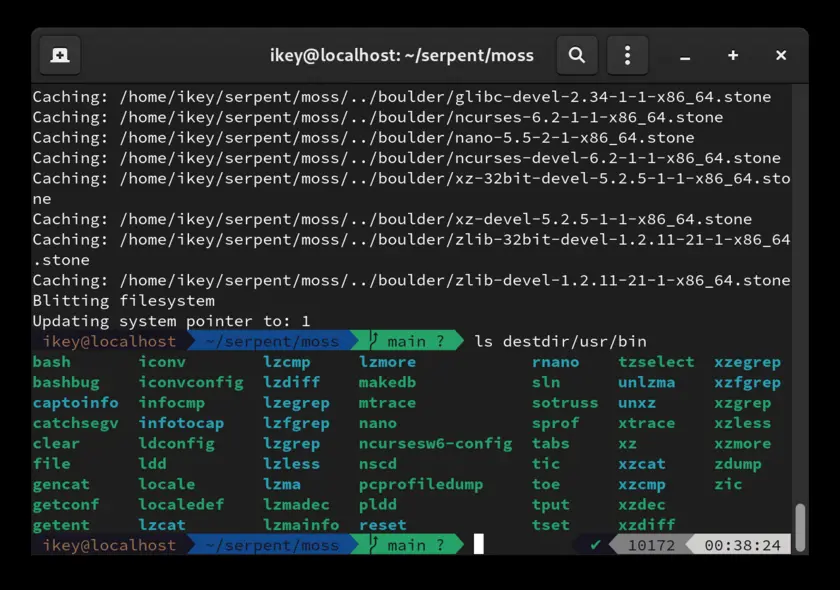 ikey@localhost: ~/serpent/moss
Caching: /home/ikey/serpent/moss/../boulder/glibc-devel-2.34-1-1-x86_64.stone
Caching: /home/ikey/serpent/moss/../boulder/ncurses-6.2-1-1-x86_64.stone
Caching: /home/ikey/serpent/moss/../boulder/nano-5.5-2-1-x86_64.stone
Caching: /home/ikey/serpent/moss/../boulder/ncurses-devel-6.2-1-1-x86_64.stone
Caching: /home/ikey/serpent/moss/../boulder/xz-32bit-devel-5.2.5-1-1-x86_64.sto
ne
Caching: /home/ikey/serpent/moss/../boulder/xz-devel-5.2.5-1-1-x86_64.stone
Caching: /home/ikey/serpent/moss/../boulder/zlib-32bit-devel-1.2.11-21-1-x86_64
.stone
Caching: /home/ikey/serpent/moss/../boulder/zlib-devel-1.2.11-21-1-x86_64.stone
Blitting filesystem
Updating system pointer to: 1
ikey@localhost ~/serpent/moss main ? ls destdir/usr/bin
bash iconv lzcmp lzmore rnano tzselect xzegrep
bashbug iconvconfig lzdiff makedb sln unlzma xzfgrep
captoinfo infocmp lzegrep mtrace sotruss unxz xzgrep
catchsegv infotocap lzfgrep nano sprof xtrace xzless
clear ldconfig lzgrep ncursesw6-config tabs xz xzmore
file ldd lzless nscd tic xzcat zdump
gencat locale lzma pcprofiledump toe xzcmp zic
getconf localedef lzmadec pldd tput xzdec
getent lzcat lzmainfo reset tset xzdiff
ikey@localhost ~/serpent/moss main ? ✔ 10172 00:38:24